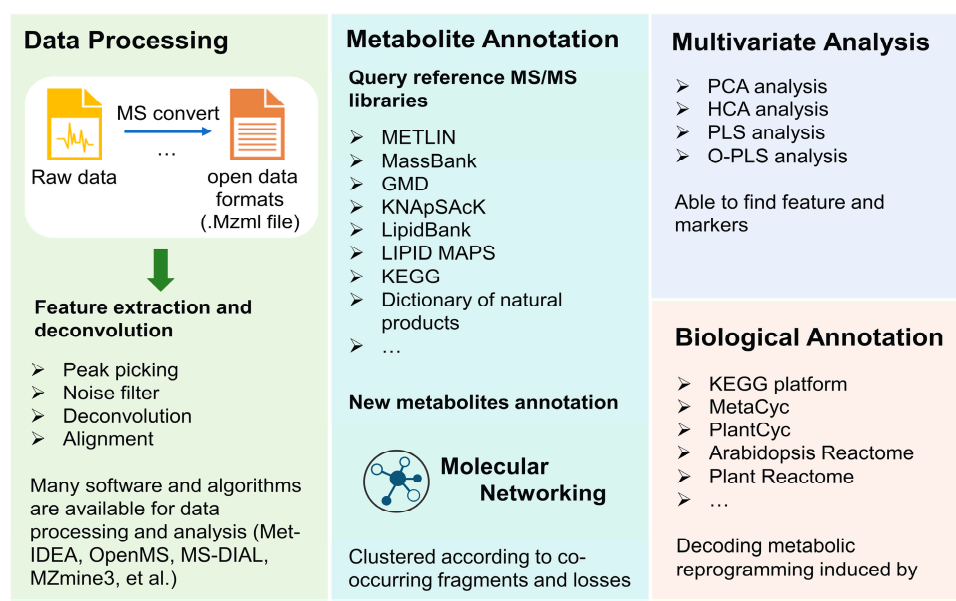 Data Processing
MS convert
…
Raw data
open data
formats
(.Mzml file)
Feature extraction and
deconvolution
➢ Peak picking
➢ Noise filter
➢ Deconvolution
➢ Alignment
Many software and algorithms
are available for data
processing and analysis (Met-
IDEA, OpenMS, MS-DIAL,
MZmine3, et al.)
Metabolite Annotation
Query reference MS/MS
libraries
➢ METLIN
➢ MassBank
➢ GMD
➢ KNApSAcK
➢ LipidBank
➢ LIPID MAPS
➢ KEGG
➢ Dictionary of natural
products
➢ …
New metabolites annotation
Molecular
Networking
Clustered according to co-
occurring fragments and losses
Multivariate Analysis
➢ PCA analysis
➢ HCA analysis
➢ PLS analysis
➢ O-PLS analysis
Able to find feature and
markers
Biological Annotation
➢ KEGG platform
➢ MetaCyc
➢ PlantCyc
➢ Arabidopsis Reactome
➢ Plant Reactome
➢ …
Decoding metabolic
reprogramming induced by